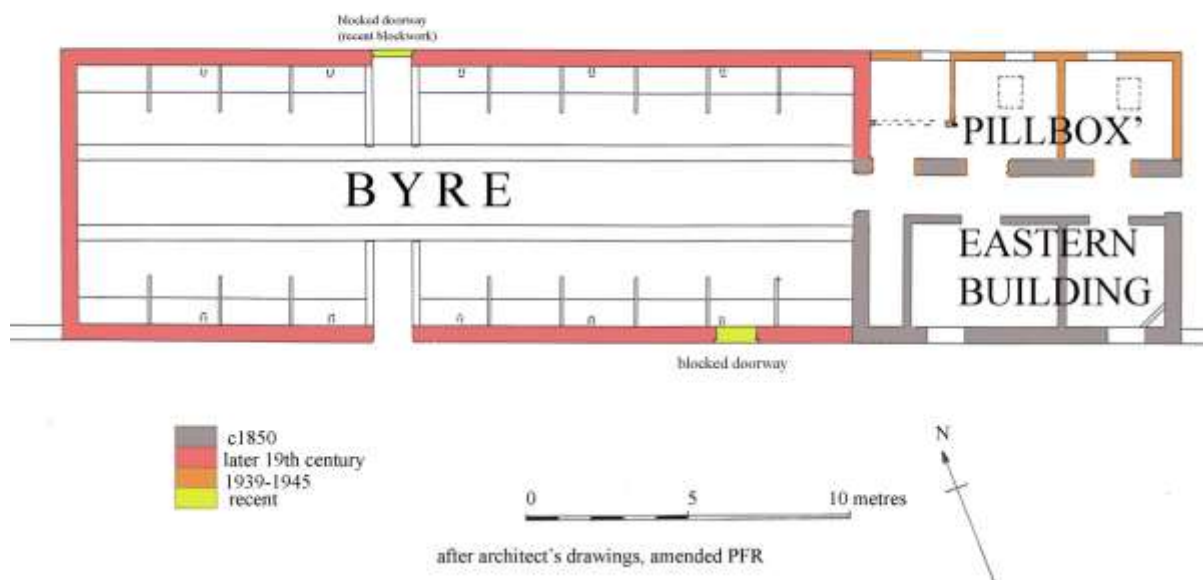 blocked doorway
(recent blockwork)
PILLBOX’
BYRE
EASTERN
BUILDING
blocked doorway
c1850
later 19th century
1939-1945
recent
N
0 5 10 metres
after architect’s drawings, amended PFR